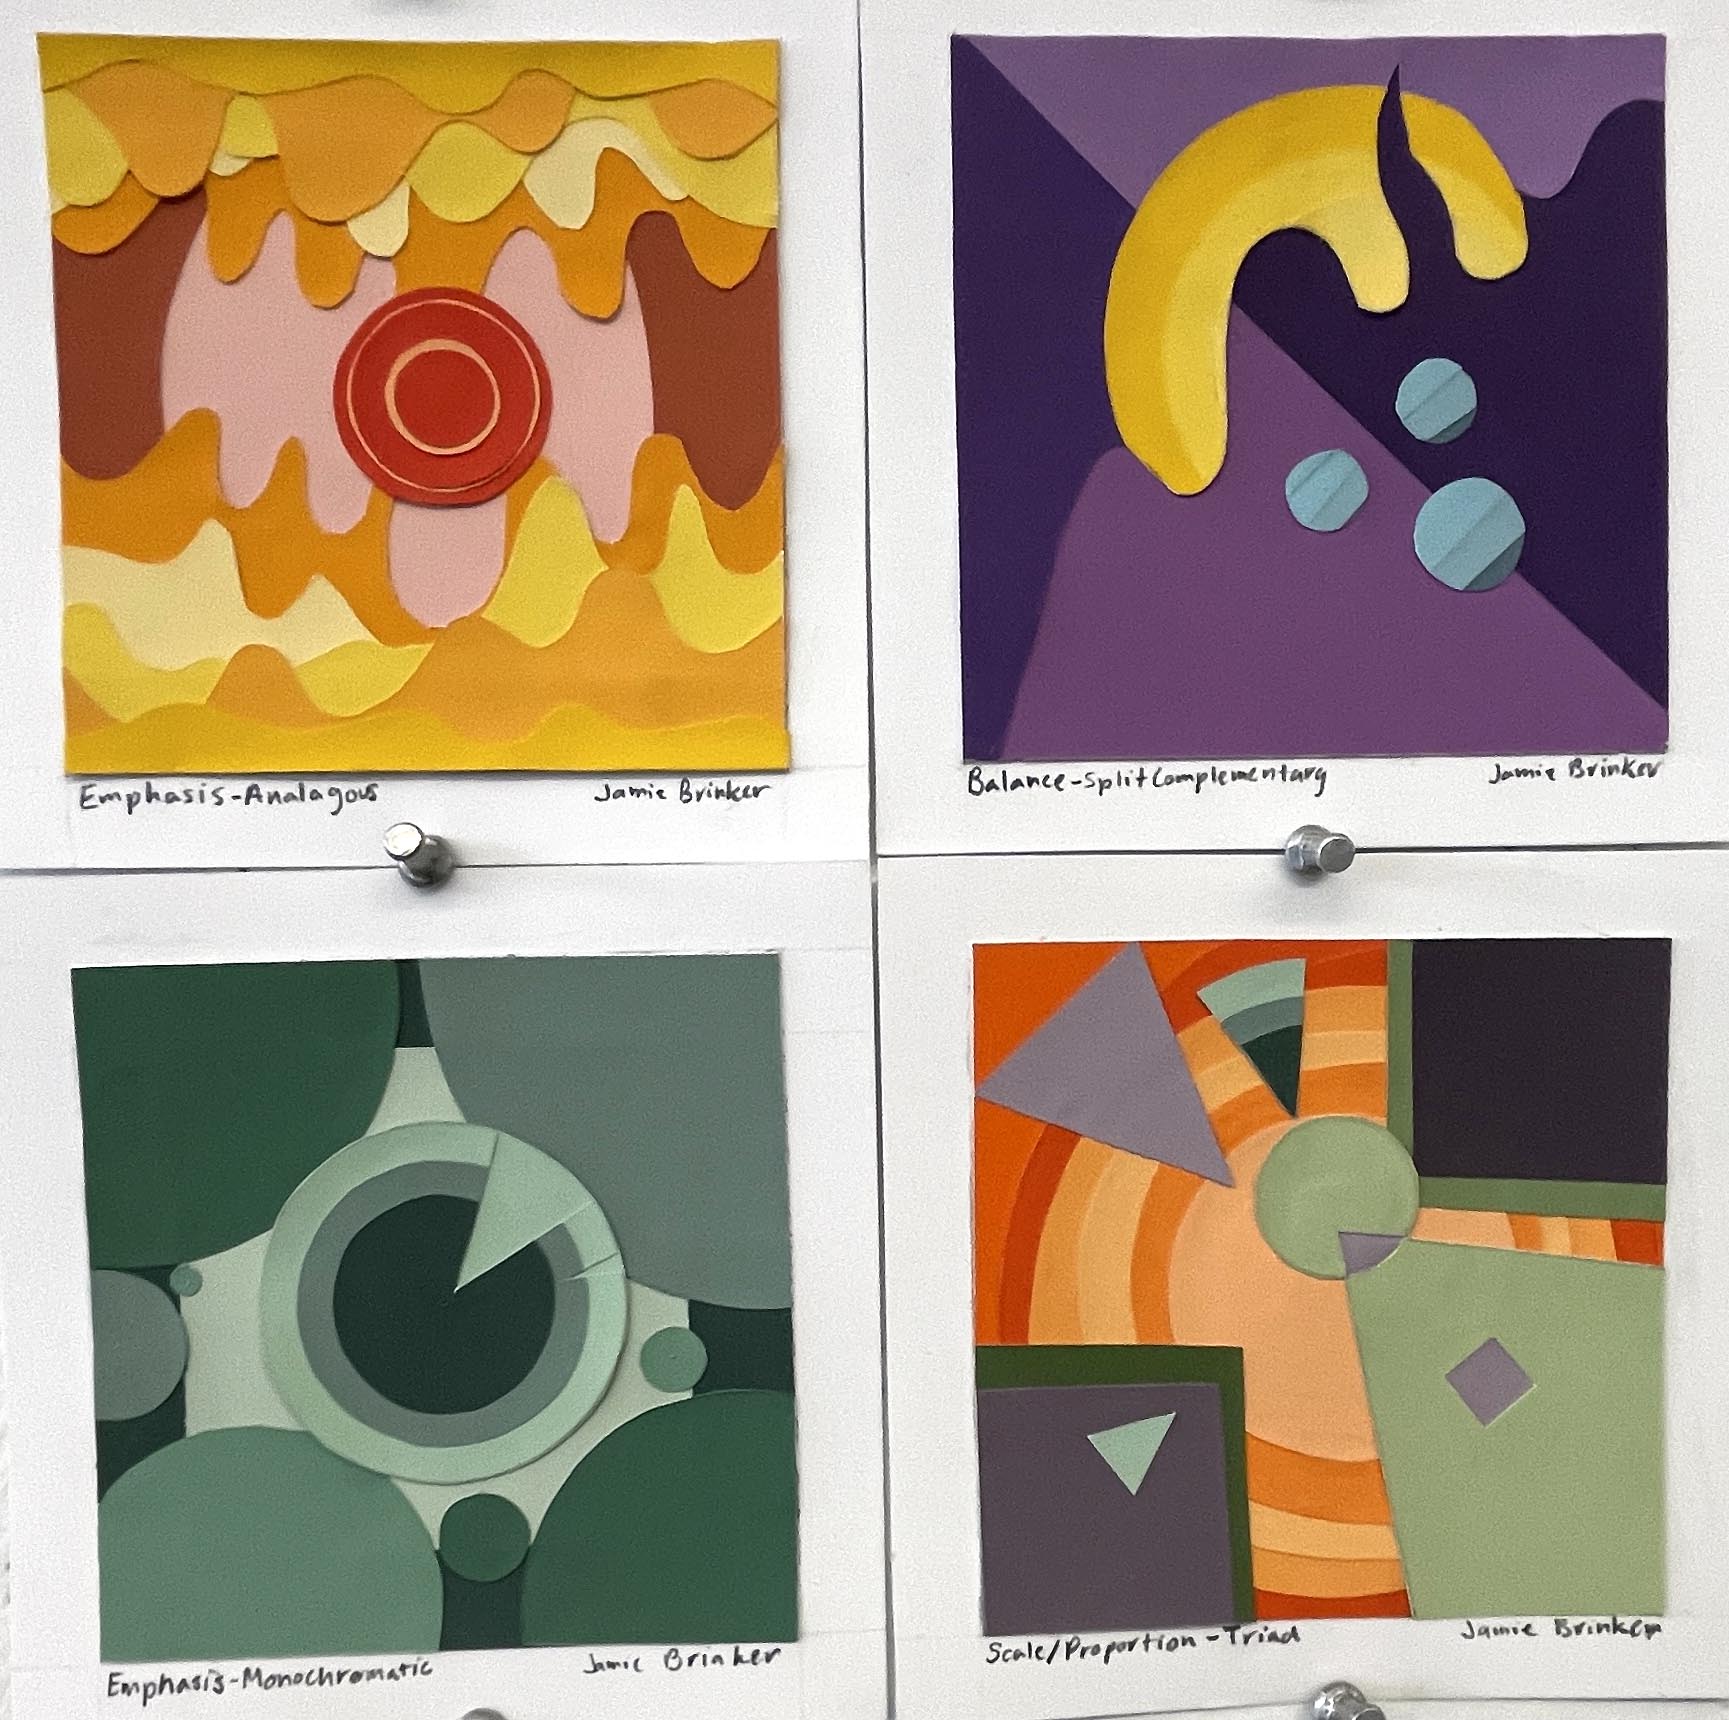 Emphasis-Analagous Jamie Brinker
Balance-Split Complementary Jamie Brinker
Emphasis-Monochromatic Jamie Brinker
Scale/Proportion-Triad Jamie Brinker